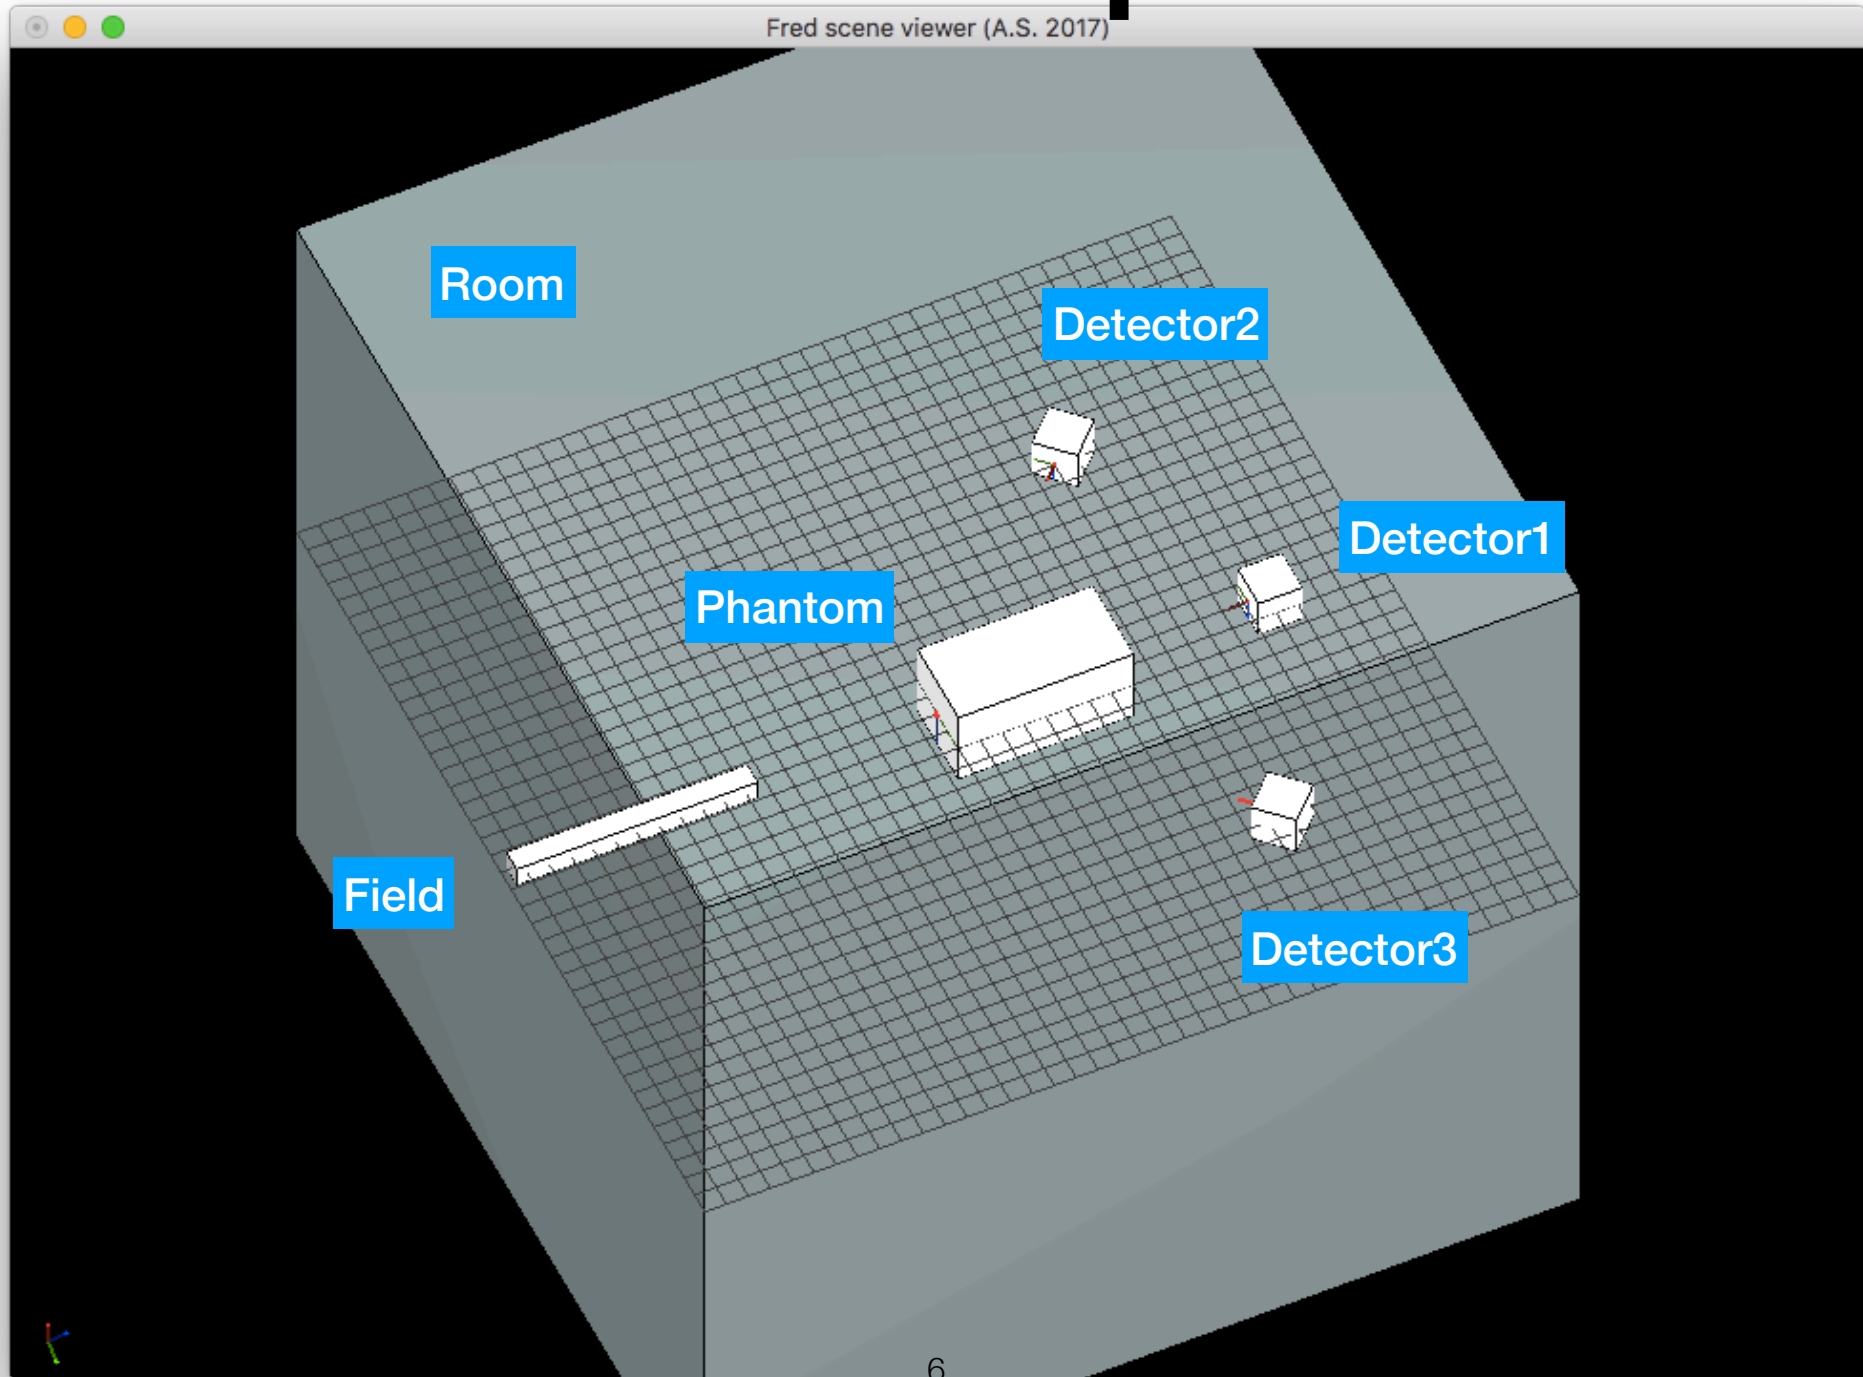 Fred scene viewer (A.S. 2017)
Room
Detector2
Detector1
Phantom
Field
Detector3
6